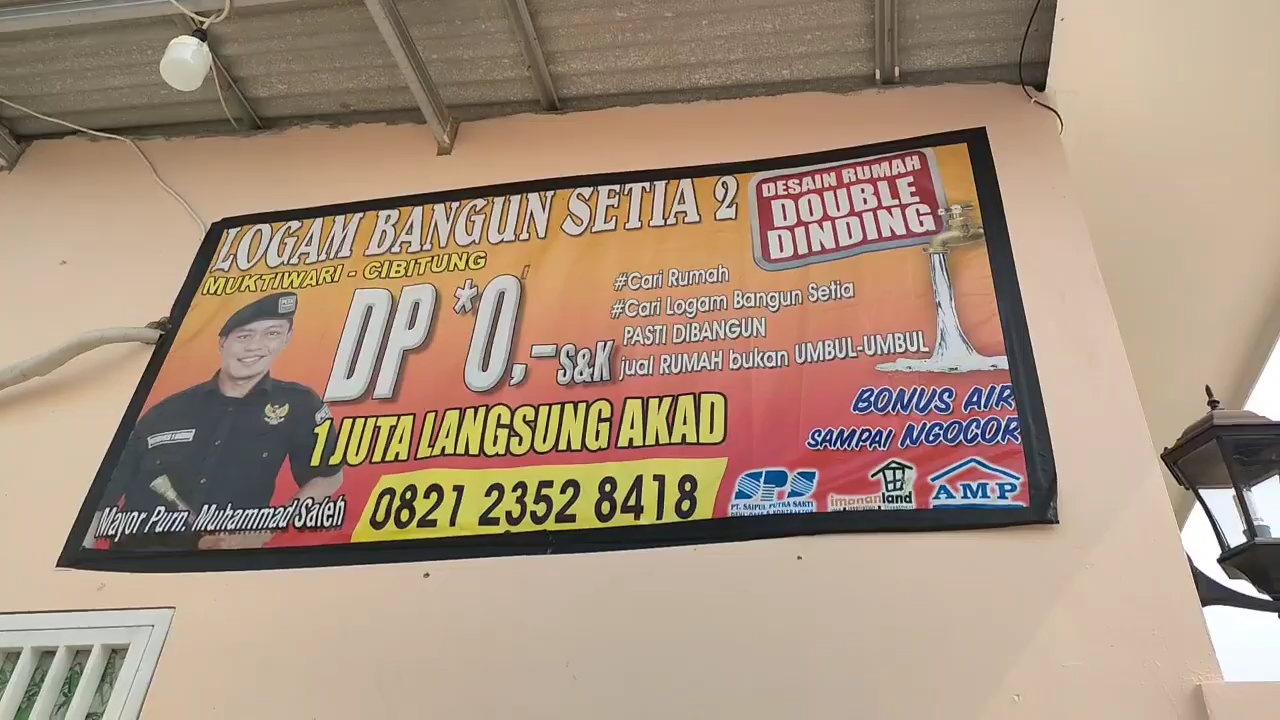 LOGAM BANGUN SETIA 2
MUKTIWARI - CIBITUNG
DESAIN RUMAH
DOUBLE
DINDING
DP *0,- S&K
#Cari Rumah
#Cari Logam Bangun Setia
PASTI DIBANGUN
jual RUMAH bukan UMBUL-UMBUL
1 JUTA LANGSUNG AKAD
BONUS AIR
SAMPAI NGOCOR
0821 2352 8418
Mayor Purn. Muhammad Saleh
SPS
PT. SAIPUL PUTRA SAKTI
imananland
AMP